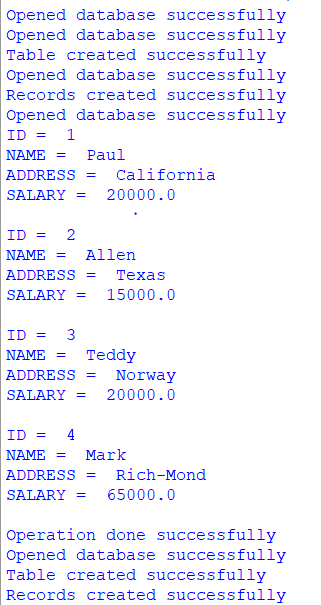 Opened database successfully
Opened database successfully
Table created successfully
Opened database successfully
Records created successfully
Opened database successfully
ID =  1
NAME =  Paul
ADDRESS =  California
SALARY =  20000.0
ID =  2
NAME =  Allen
ADDRESS =  Texas
SALARY =  15000.0
ID =  3
NAME =  Teddy
ADDRESS =  Norway
SALARY =  20000.0
ID =  4
NAME =  Mark
ADDRESS =  Rich-Mond
SALARY =  65000.0
Operation done successfully
Opened database successfully
Table created successfully
Records created successfully